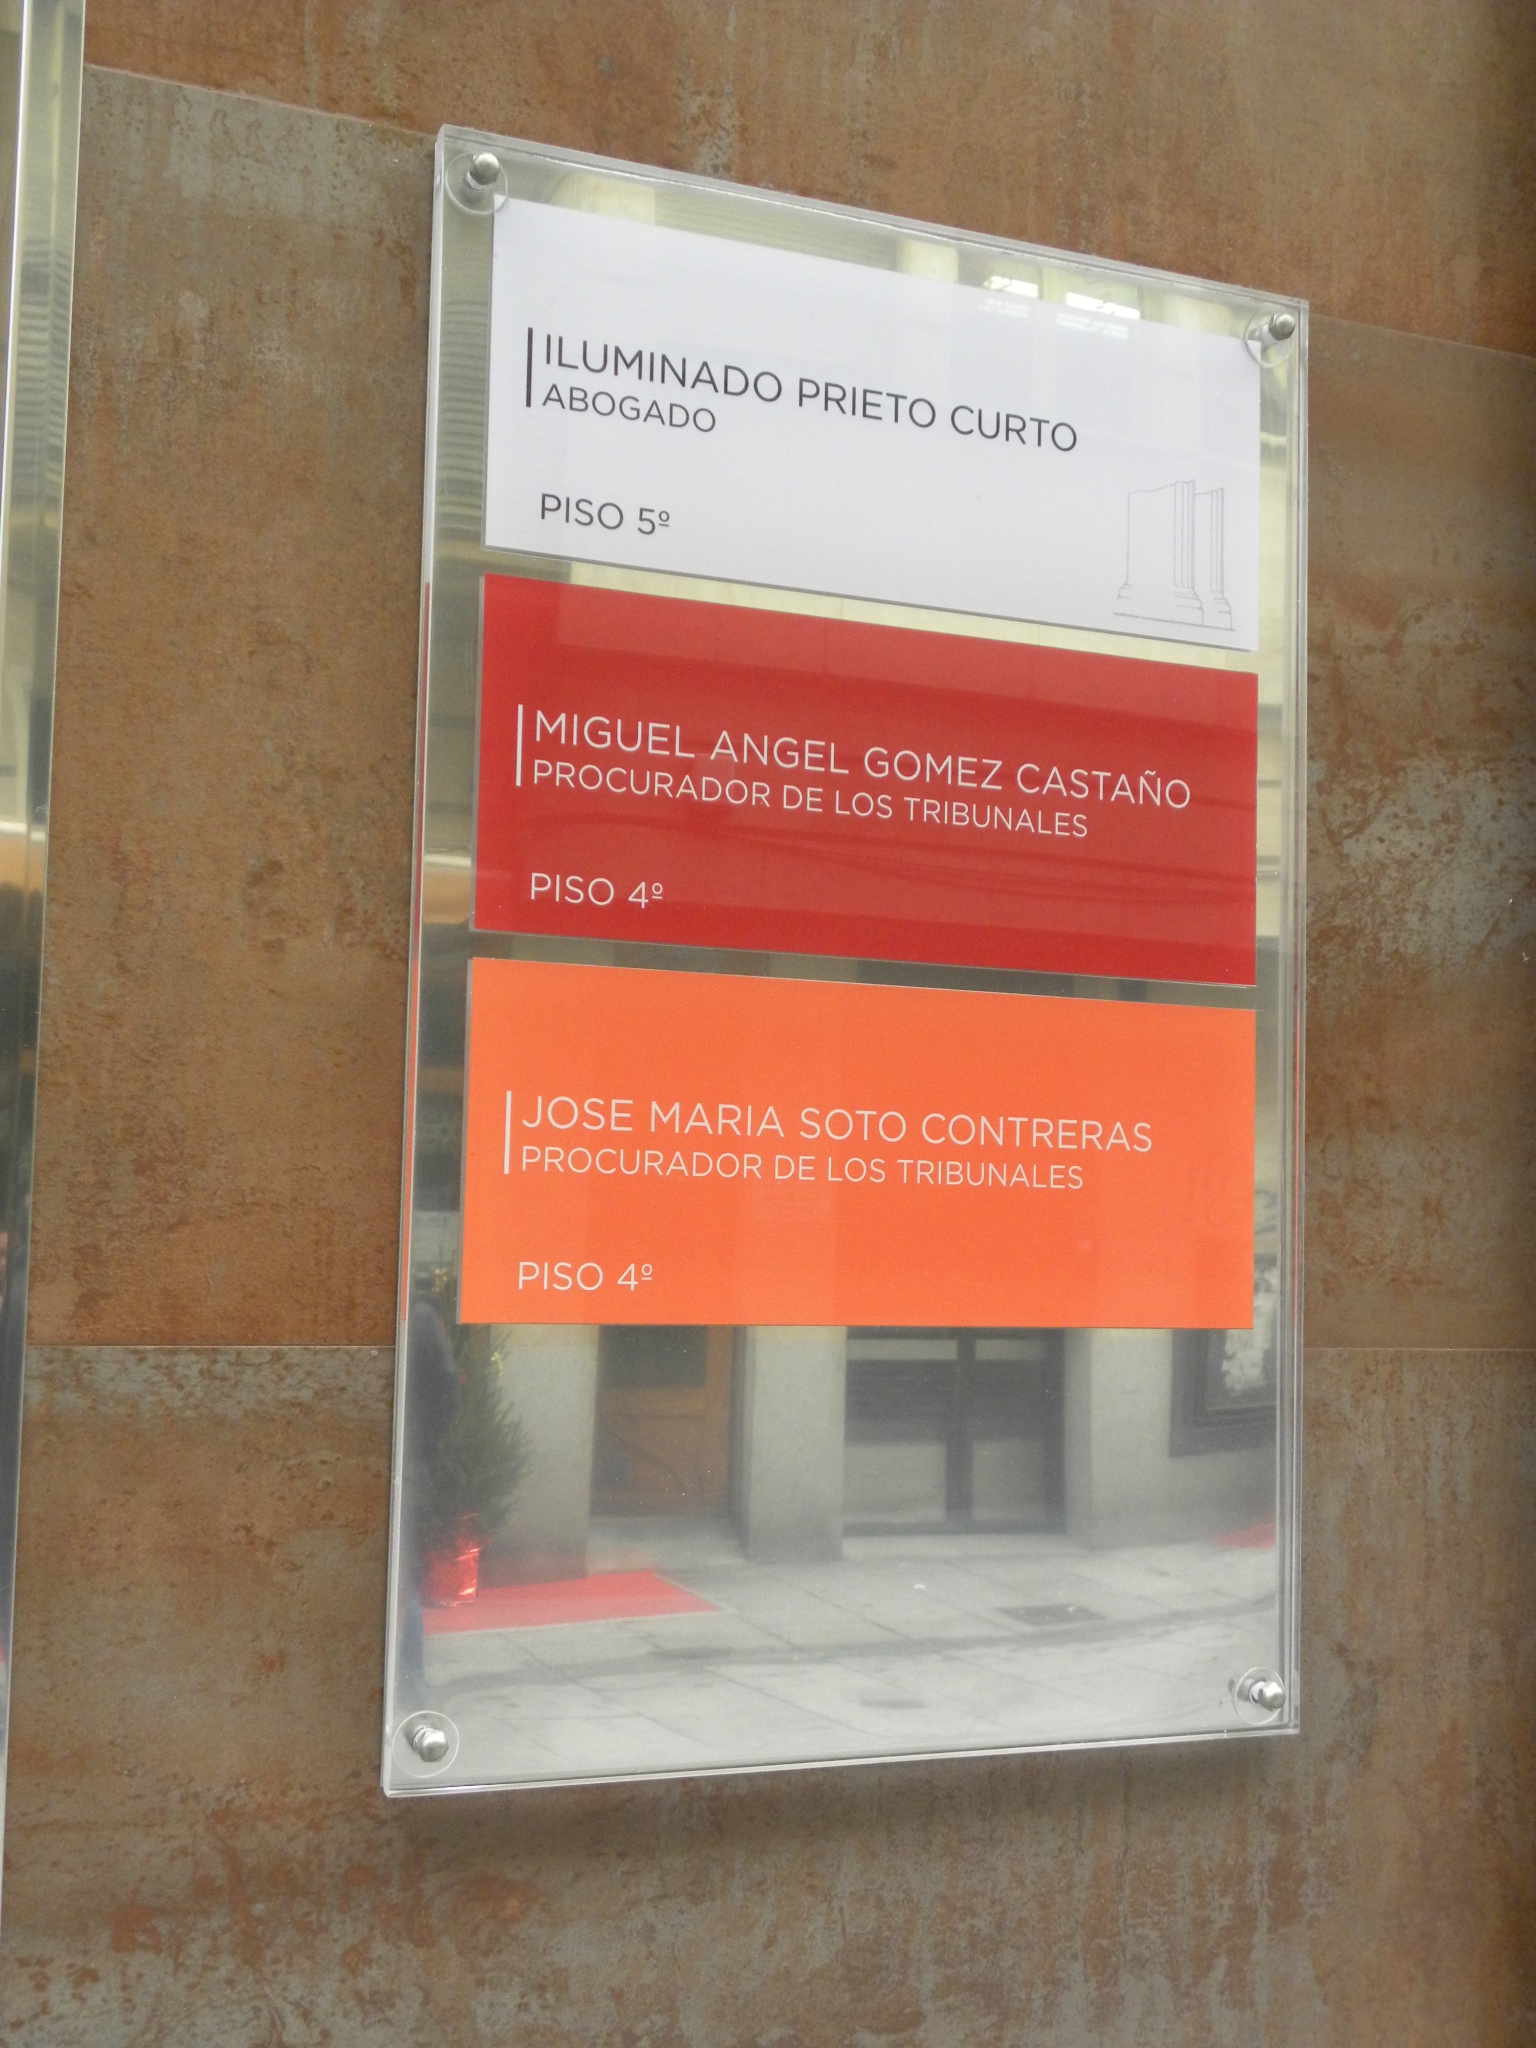 ILUMINADO PRIETO CURTO
ABOGADO
PISO 5º
MIGUEL ANGEL GOMEZ CASTAÑO
PROCURADOR DE LOS TRIBUNALES
PISO 4º
JOSE MARIA SOTO CONTRERAS
PROCURADOR DE LOS TRIBUNALES
PISO 4º